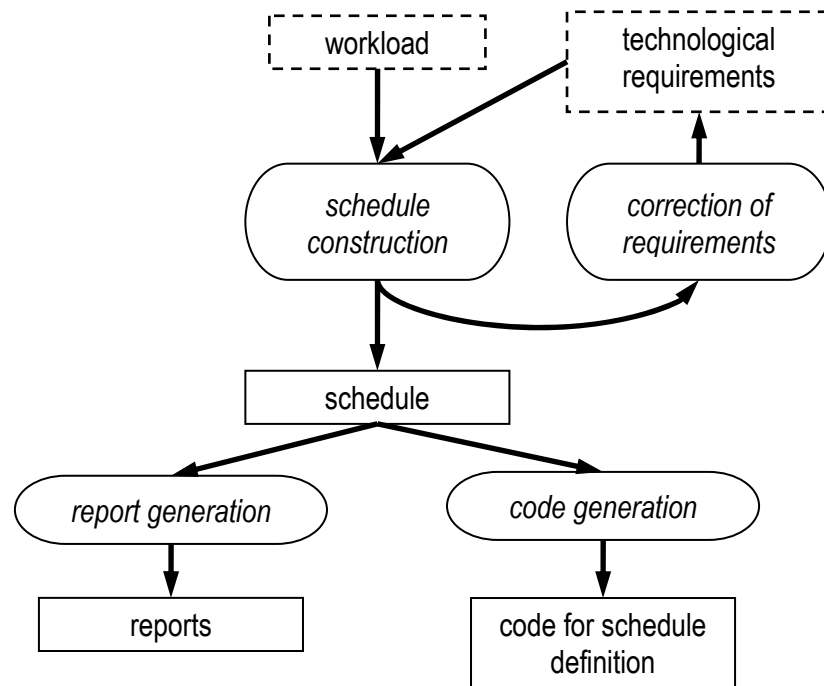 workload
technological
requirements
schedule
construction
correction of
requirements
schedule
report generation
code generation
reports
code for schedule
definition